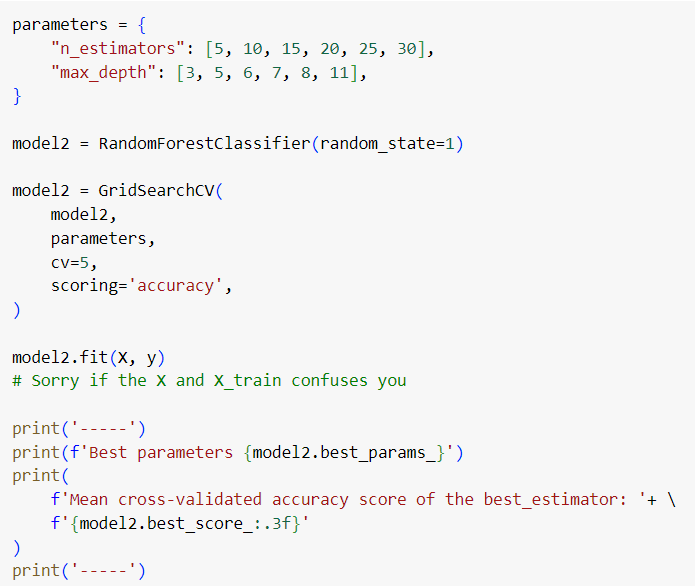 parameters = {
    "n_estimators": [5, 10, 15, 20, 25, 30],
    "max_depth": [3, 5, 6, 7, 8, 11],
}
model2 = RandomForestClassifier(random_state=1)
model2 = GridSearchCV(
    model2,
    parameters,
    cv=5,
    scoring='accuracy',
)
model2.fit(X, y)
# Sorry if the X and X_train confuses you
print('-----')
print(f'Best parameters {model2.best_params_}')
print(
    f'Mean cross-validated accuracy score of the best_estimator: '+ \
    f'{model2.best_score_:.3f}'
)
print('-----')